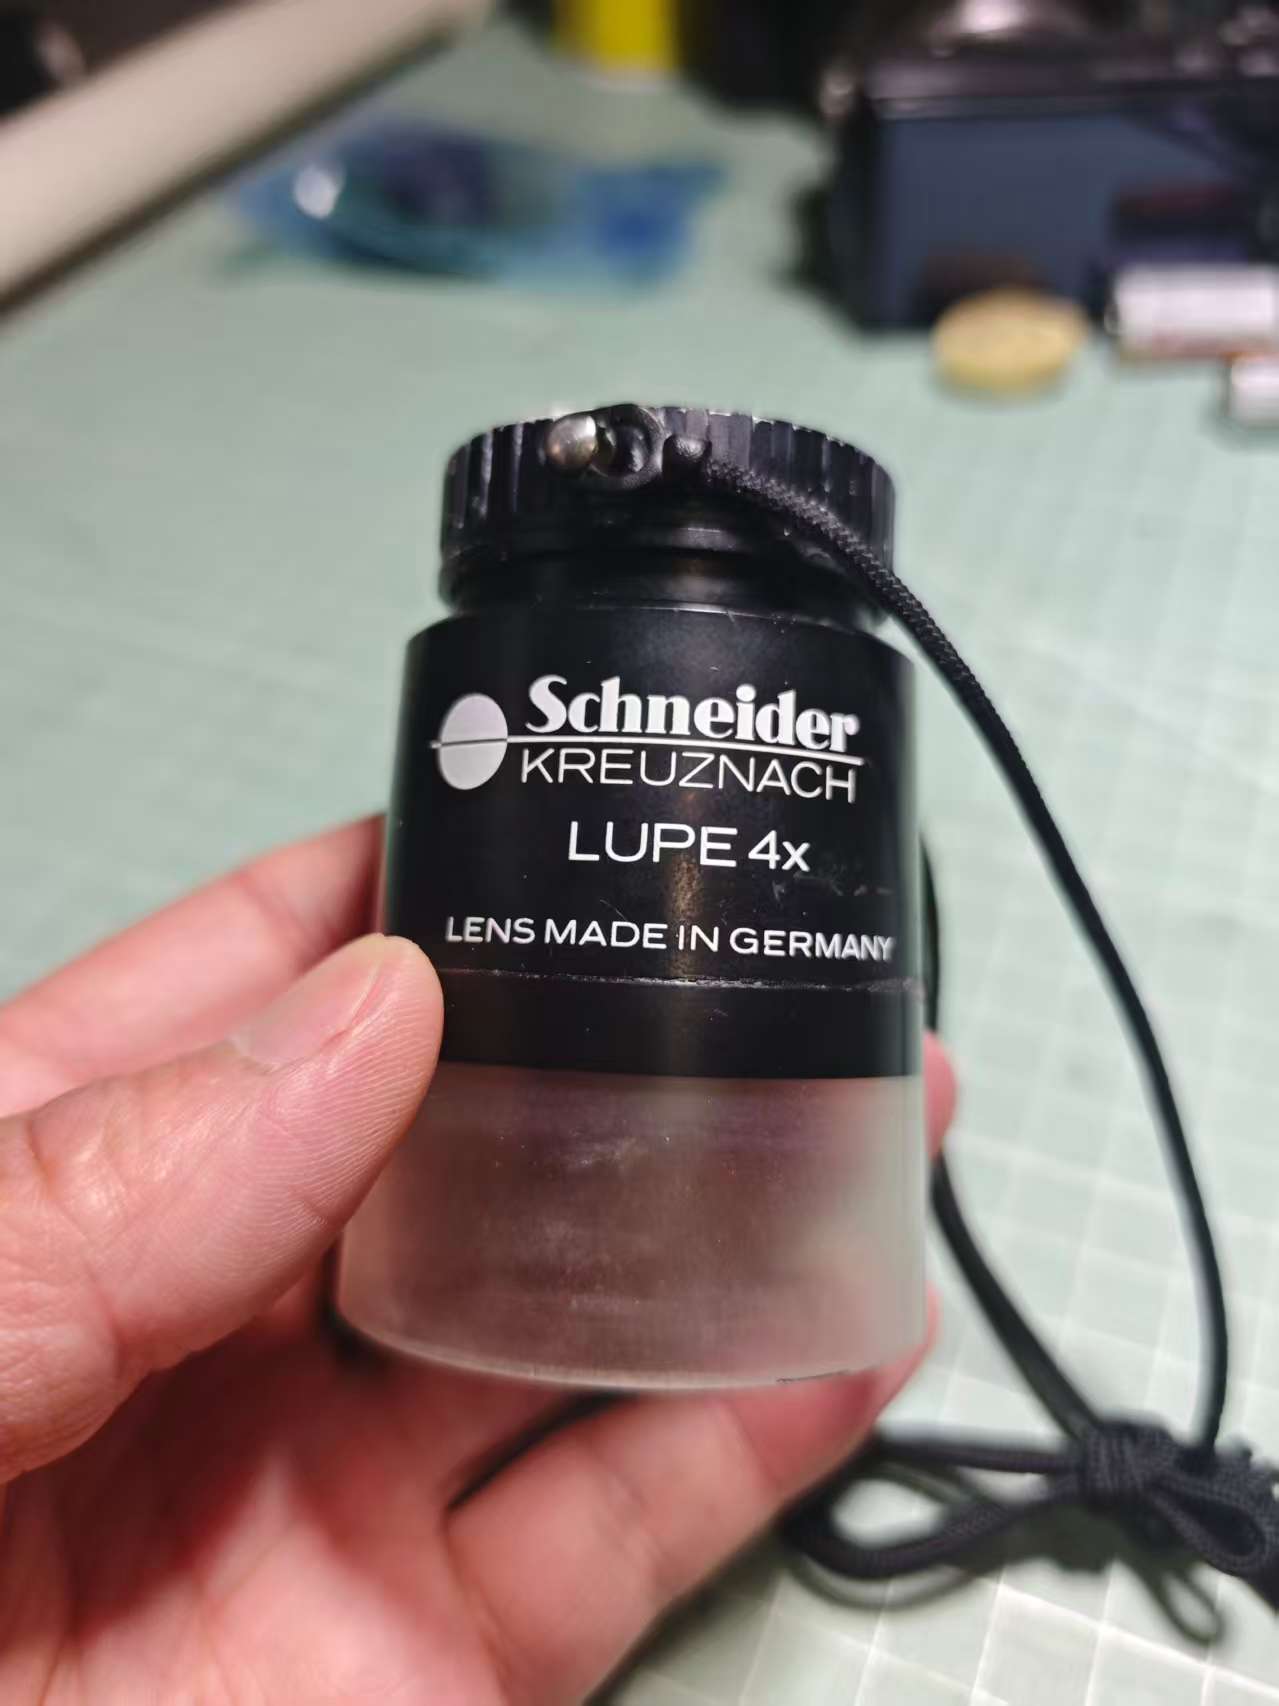 Schneider
KREUZNACH
LUPE 4x
LENS MADE IN GERMANY